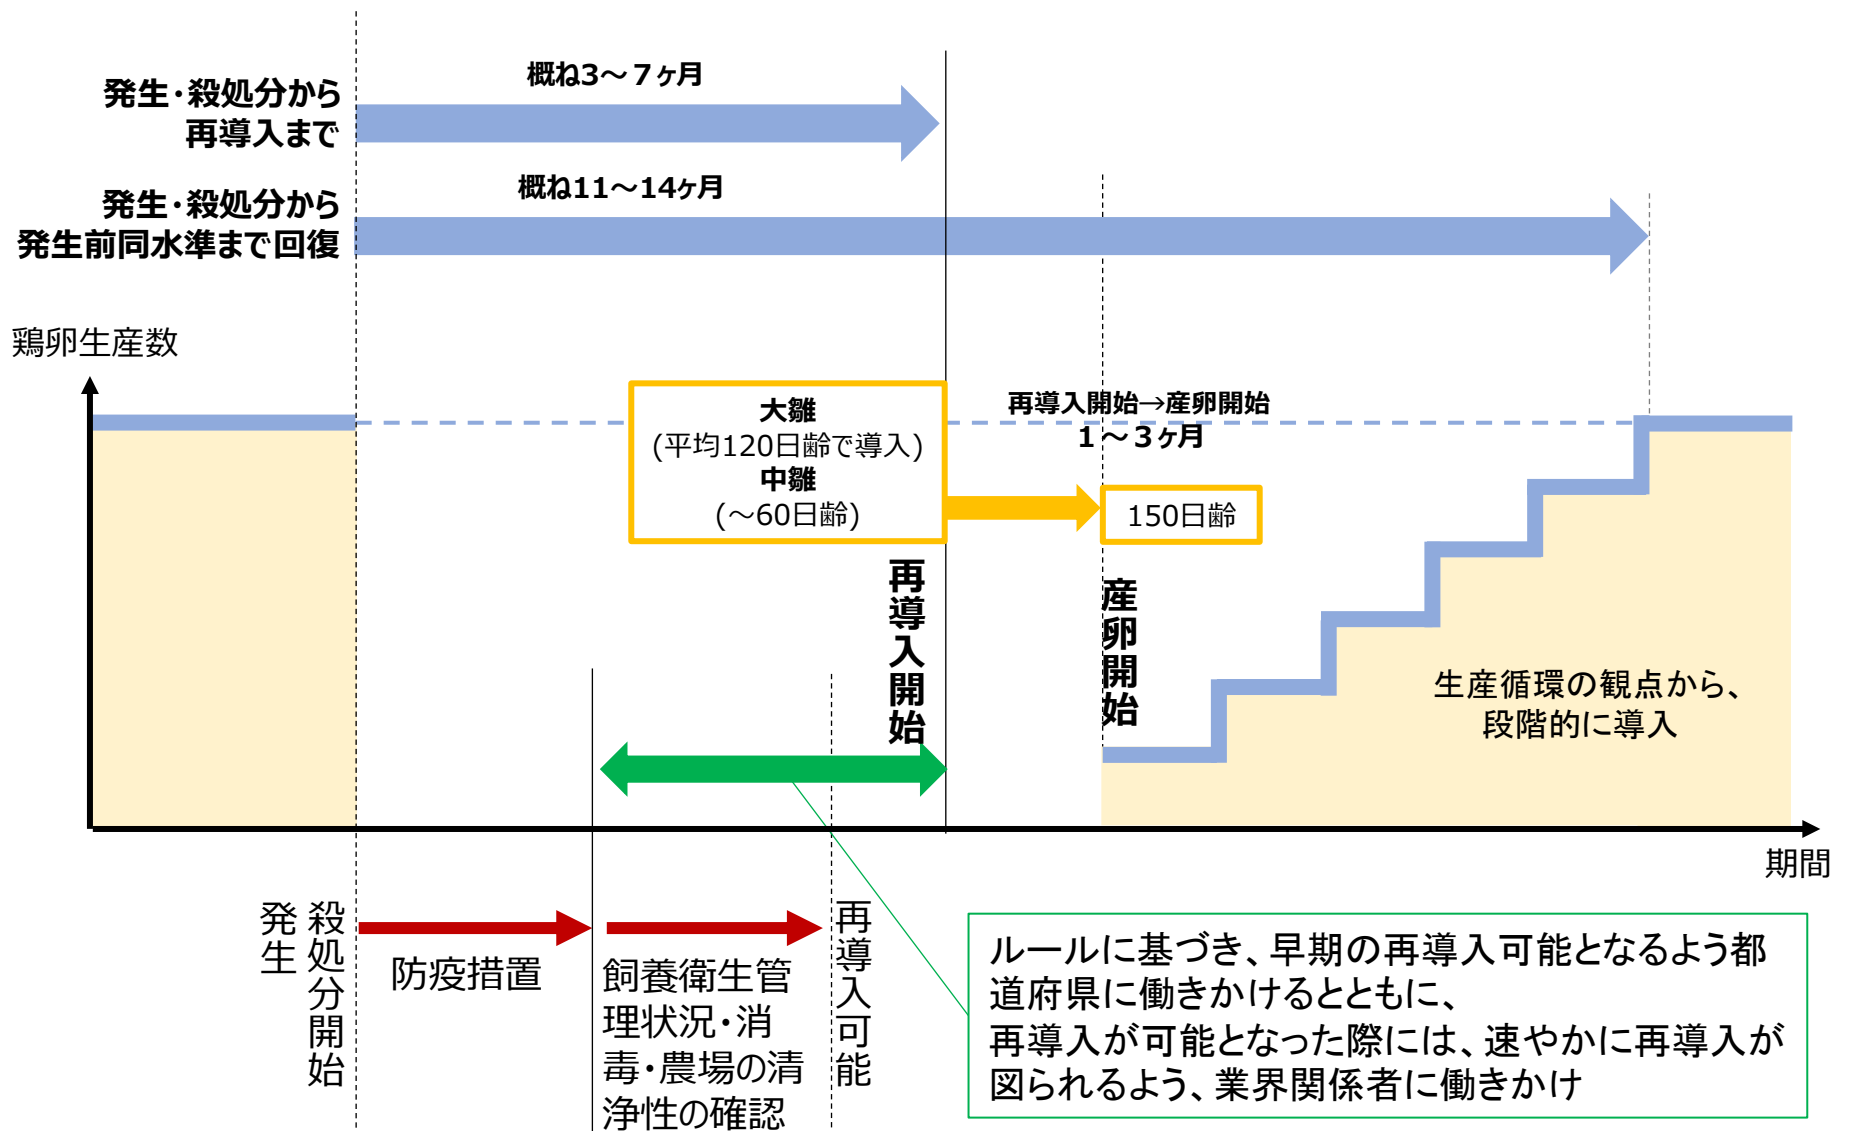 概ね3～７ヶ月
発生･殺処分から
再導入まで
概ね11～14ヶ月
発生･殺処分から
発生前同水準まで回復
鶏卵生産数
大雛
(平均120日齢で導入)
中雛
(～60日齢)
再導入開始→産卵開始
１～３ヶ月
150日齢
再導入開始
産卵開始
生産循環の観点から、
段階的に導入
期間
発生
殺処分開始
防疫措置
飼養衛生管
理状況･消
毒･農場の清
浄性の確認
再導入可能
ルールに基づき、早期の再導入可能となるよう都
道府県に働きかけるとともに、
再導入が可能となった際には、速やかに再導入が
図られるよう、業界関係者に働きかけ